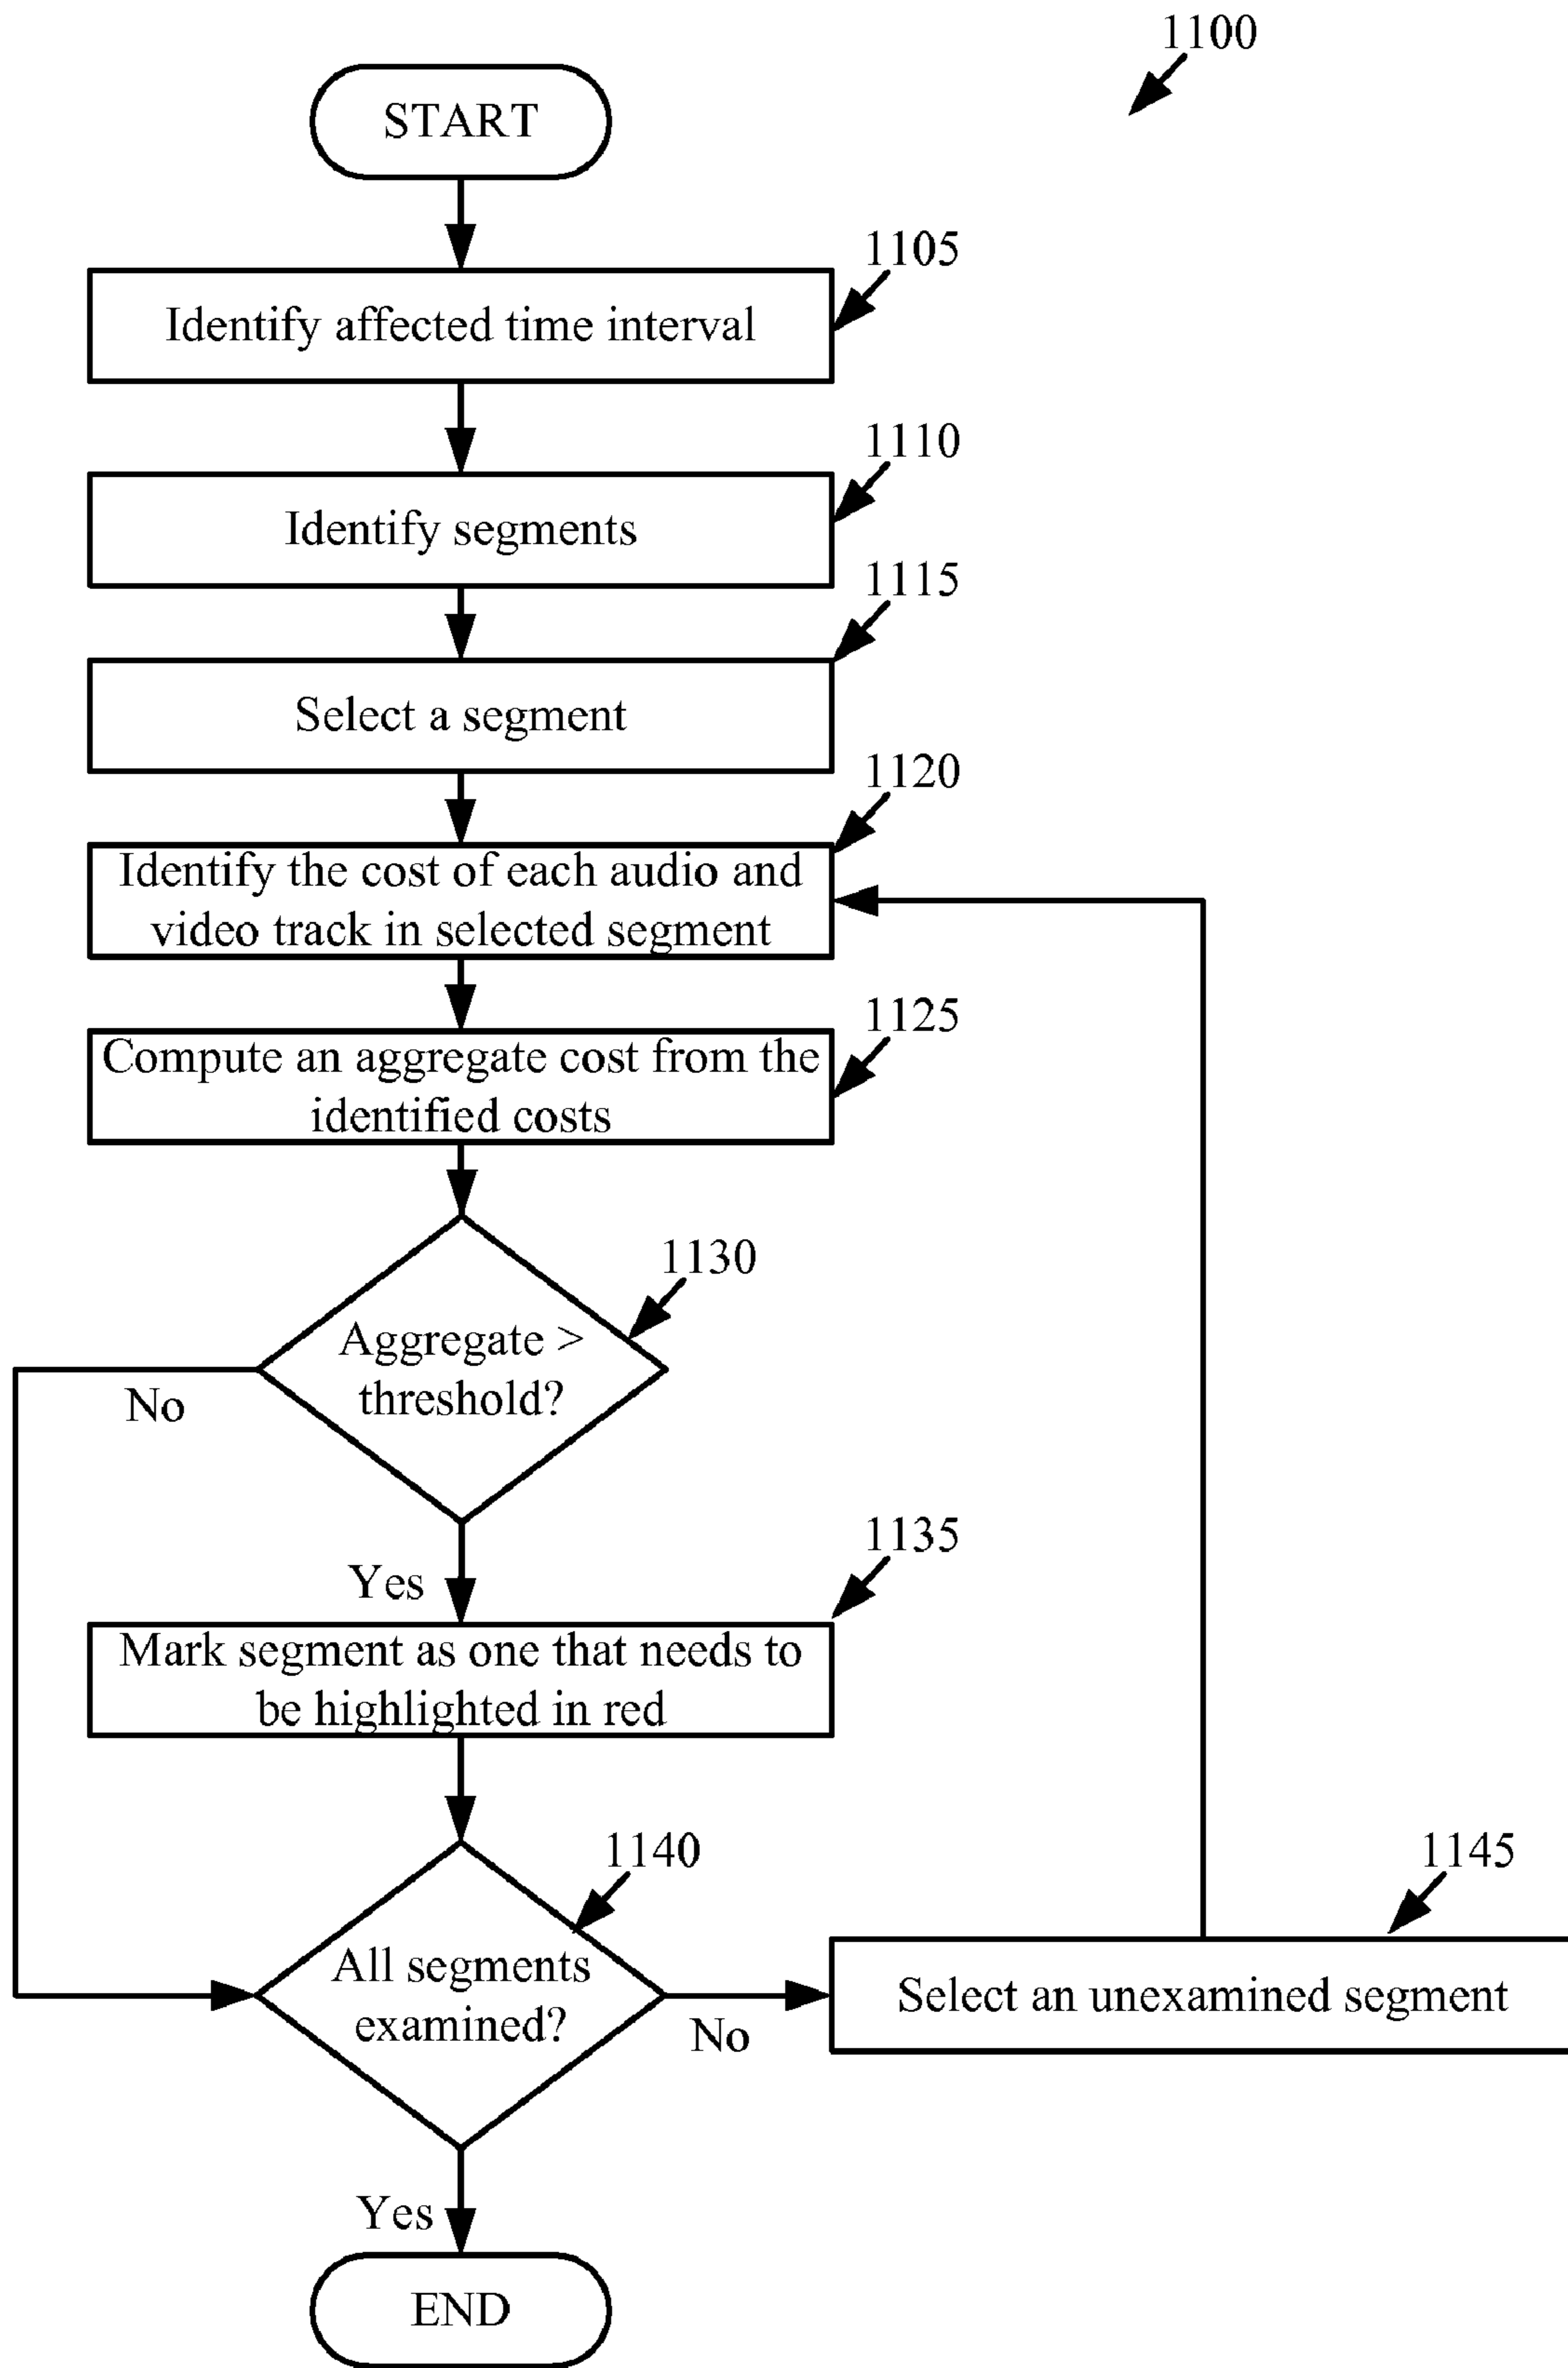 1100
START
1105
Identify affected time interval
1110
Identify segments
1115
Select a segment
1120
Identify the cost of each audio and
video track in selected segment
1125
Compute an aggregate cost from the
identified costs
1130
Aggregate >
threshold?
No
Yes
1135
Mark segment as one that needs to
be highlighted in red
1140
All segments
examined?
No
1145
Select an unexamined segment
Yes
END